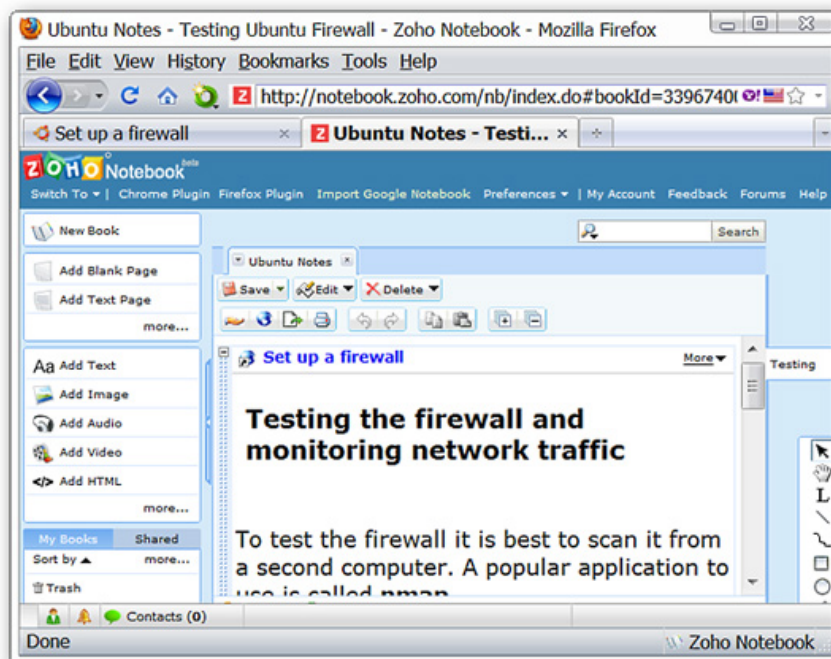 Ubuntu Notes - Testing Ubuntu Firewall - Zoho Notebook - Mozilla Firefox
File Edit View History Bookmarks Tools Help
http://notebook.zoho.com/nb/index.do#bookId=3396740
Set up a firewall
Ubuntu Notes - Testi...
ZOHO Notebook beta
Switch To | Chrome Plugin Firefox Plugin Import Google Notebook Preferences | My Account Feedback Forums Help
New Book
Search
Add Blank Page
Add Text Page
more...
Aa Add Text
Add Image
Add Audio
Add Video
</> Add HTML
more...
My Books Shared
Sort by more...
Trash
Ubuntu Notes
Save Edit Delete
Set up a firewall More
Testing the firewall and
monitoring network traffic
To test the firewall it is best to scan it from
a second computer. A popular application to
use is called nmap
Testing
L
Contacts (0)
Done Zoho Notebook